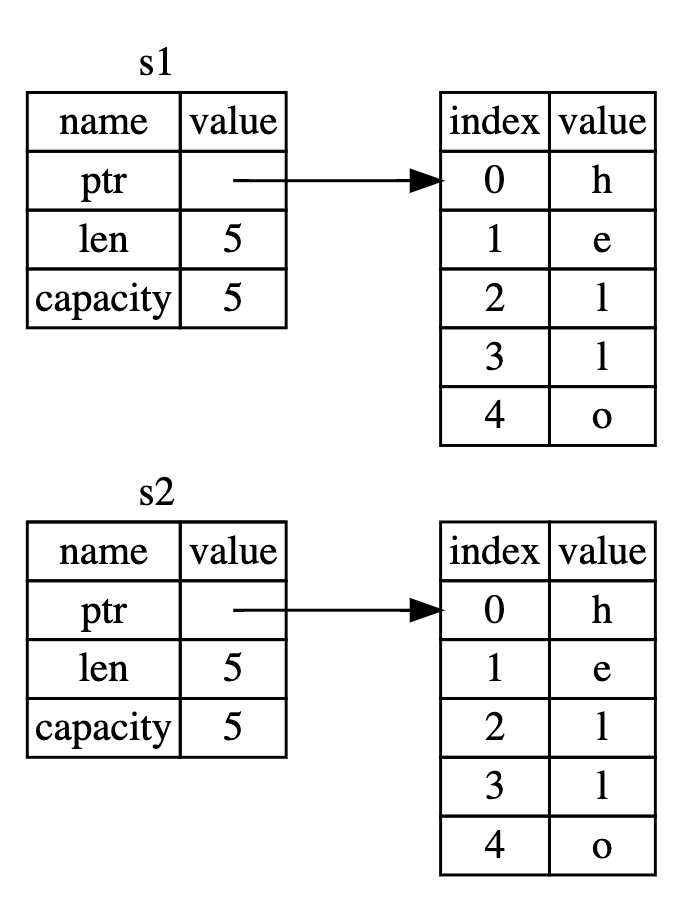 s1
name value
ptr
len 5
capacity 5
index value
0 h
1 e
2 l
3 l
4 o
s2
name value
ptr
len 5
capacity 5
index value
0 h
1 e
2 l
3 l
4 o